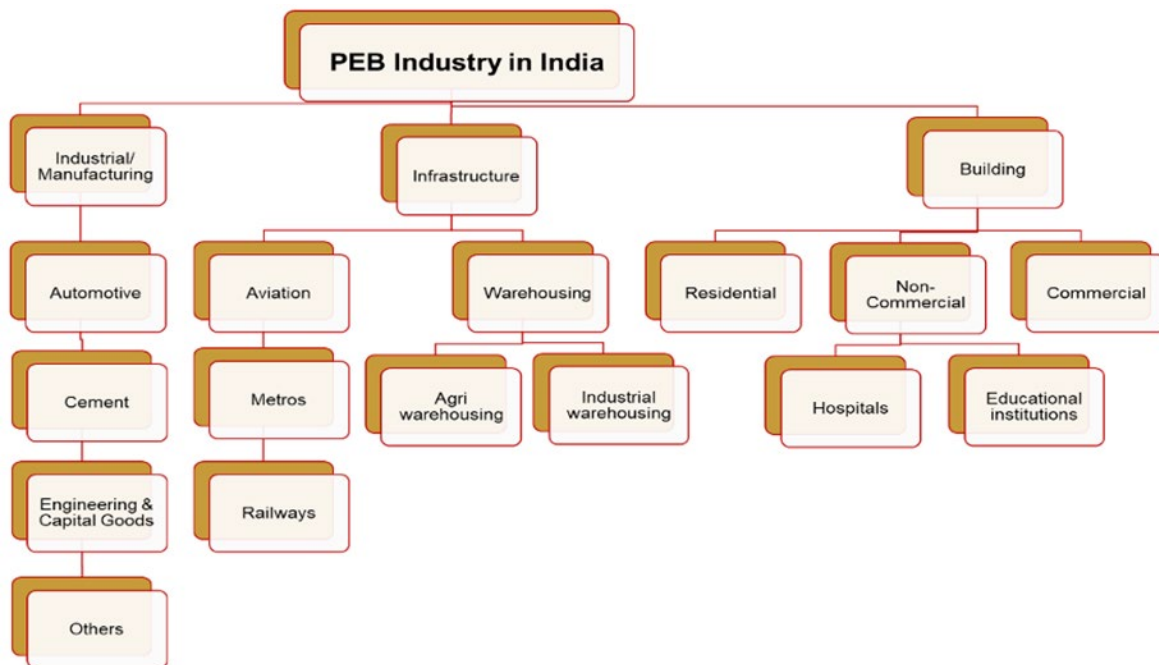 PEB Industry in India
Industrial/
Manufacturing
Infrastructure
Building
Automotive
Aviation
Warehousing
Residential
Non-
Commercial
Commercial
Cement
Metros
Agri
warehousing
Industrial
warehousing
Hospitals
Educational
institutions
Engineering &
Capital Goods
Railways
Others